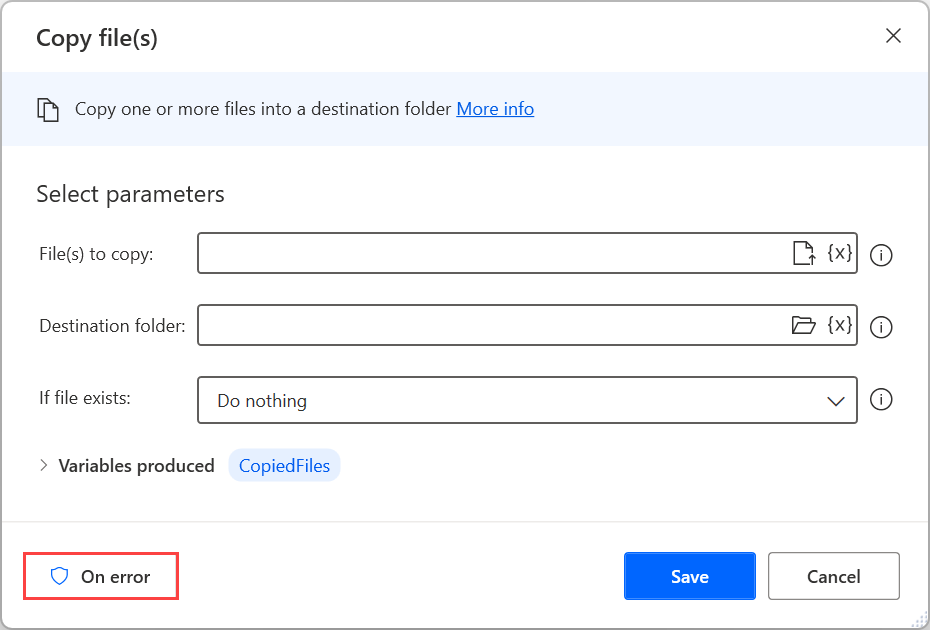 Copy file(s)
Copy one or more files into a destination folder More info
Select parameters
File(s) to copy:
{x}
Destination folder:
{x}
If file exists:
Do nothing
Variables produced CopiedFiles
On error
Save
Cancel